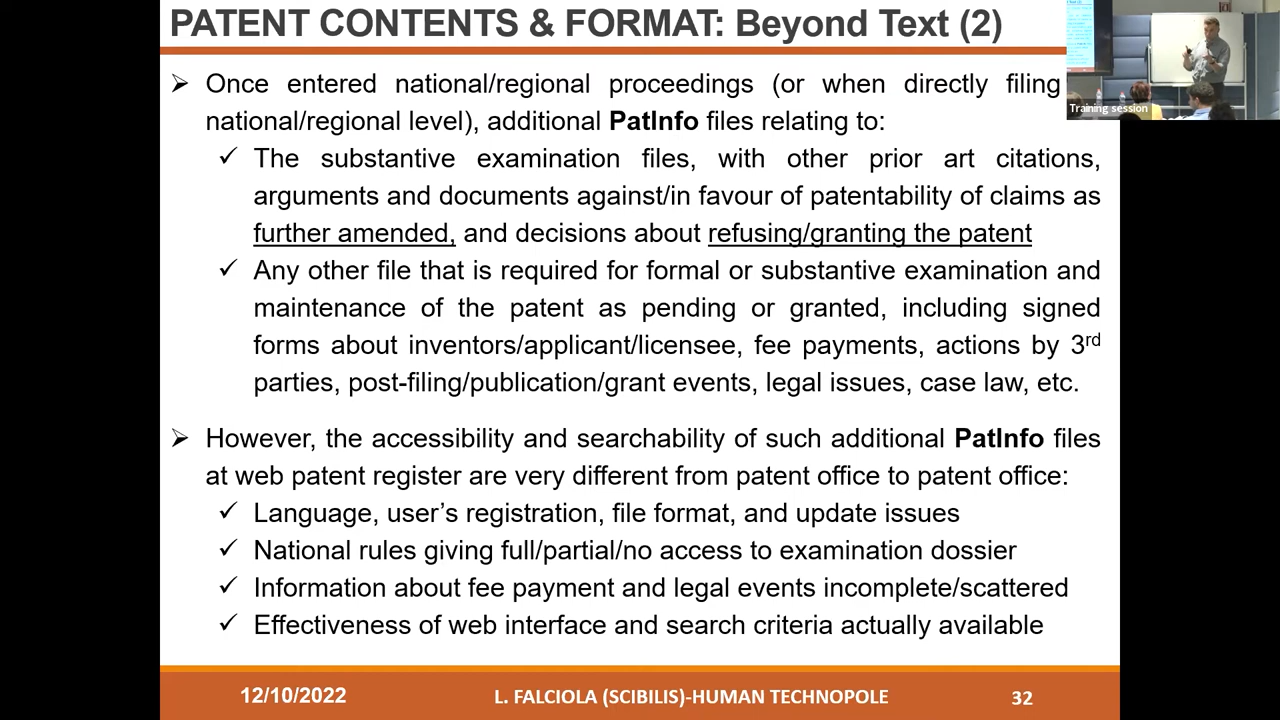 PATENT CONTENTS & FORMAT: Beyond Text (2)
Training session
➢ Once entered national/regional proceedings (or when directly filing
national/regional level), additional PatInfo files relating to:
✓ The substantive examination files, with other prior art citations,
arguments and documents against/in favour of patentability of claims as
further amended, and decisions about refusing/granting the patent
✓ Any other file that is required for formal or substantive examination and
maintenance of the patent as pending or granted, including signed
forms about inventors/applicant/licensee, fee payments, actions by 3rd
parties, post-filing/publication/grant events, legal issues, case law, etc.
➢ However, the accessibility and searchability of such additional PatInfo files
at web patent register are very different from patent office to patent office:
✓ Language, user’s registration, file format, and update issues
✓ National rules giving full/partial/no access to examination dossier
✓ Information about fee payment and legal events incomplete/scattered
✓ Effectiveness of web interface and search criteria actually available
12/10/2022
L. FALCIOLA (SCIBILIS)-HUMAN TECHNOPOLE
32